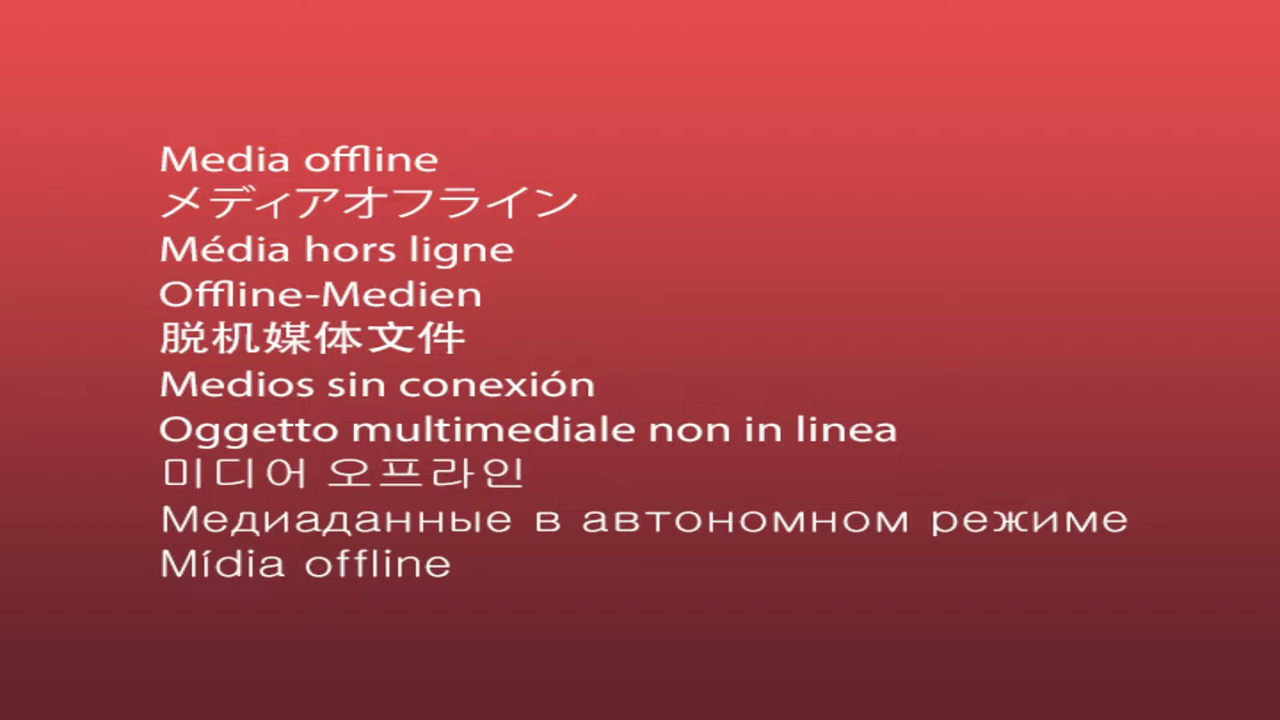 Media offline
メディアオフライン
Média hors ligne
Offline-Medien
脱机媒体文件
Medios sin conexión
Oggetto multimediale non in linea
미디어 오프라인
Медиаданные в автономном режиме
Mídia offline